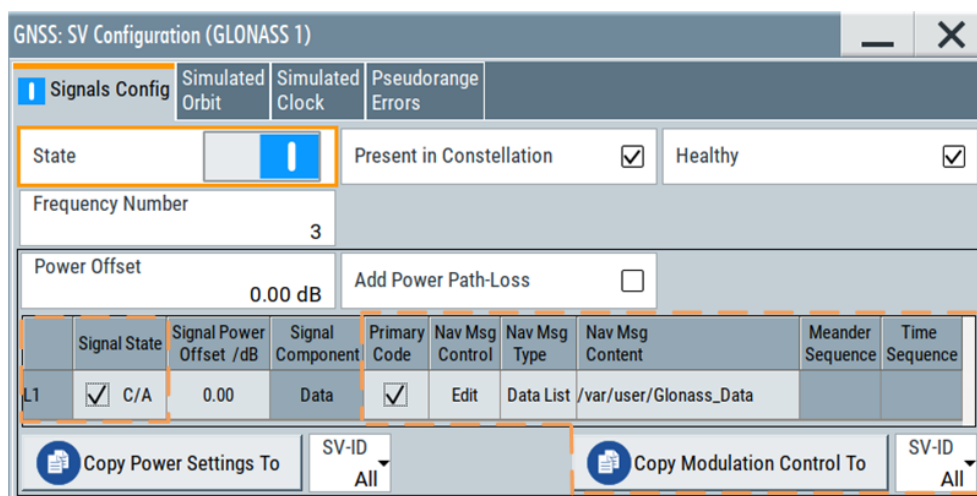 GNSS: SV Configuration (GLONASS 1)
Signals Config
Simulated
Orbit
Simulated
Clock
Pseudorange
Errors
State
Present in Constellation
Healthy
Frequency Number
3
Power Offset
0.00 dB
Add Power Path-Loss
Signal State
Signal Power
Offset /dB
Signal
Component
Primary
Code
Nav Msg
Control
Nav Msg
Type
Nav Msg
Content
Meander
Sequence
Time
Sequence
L1
C/A
0.00
Data
Edit
Data List
/var/user/Glonass_Data
Copy Power Settings To
SV-ID
All
Copy Modulation Control To
SV-ID
All